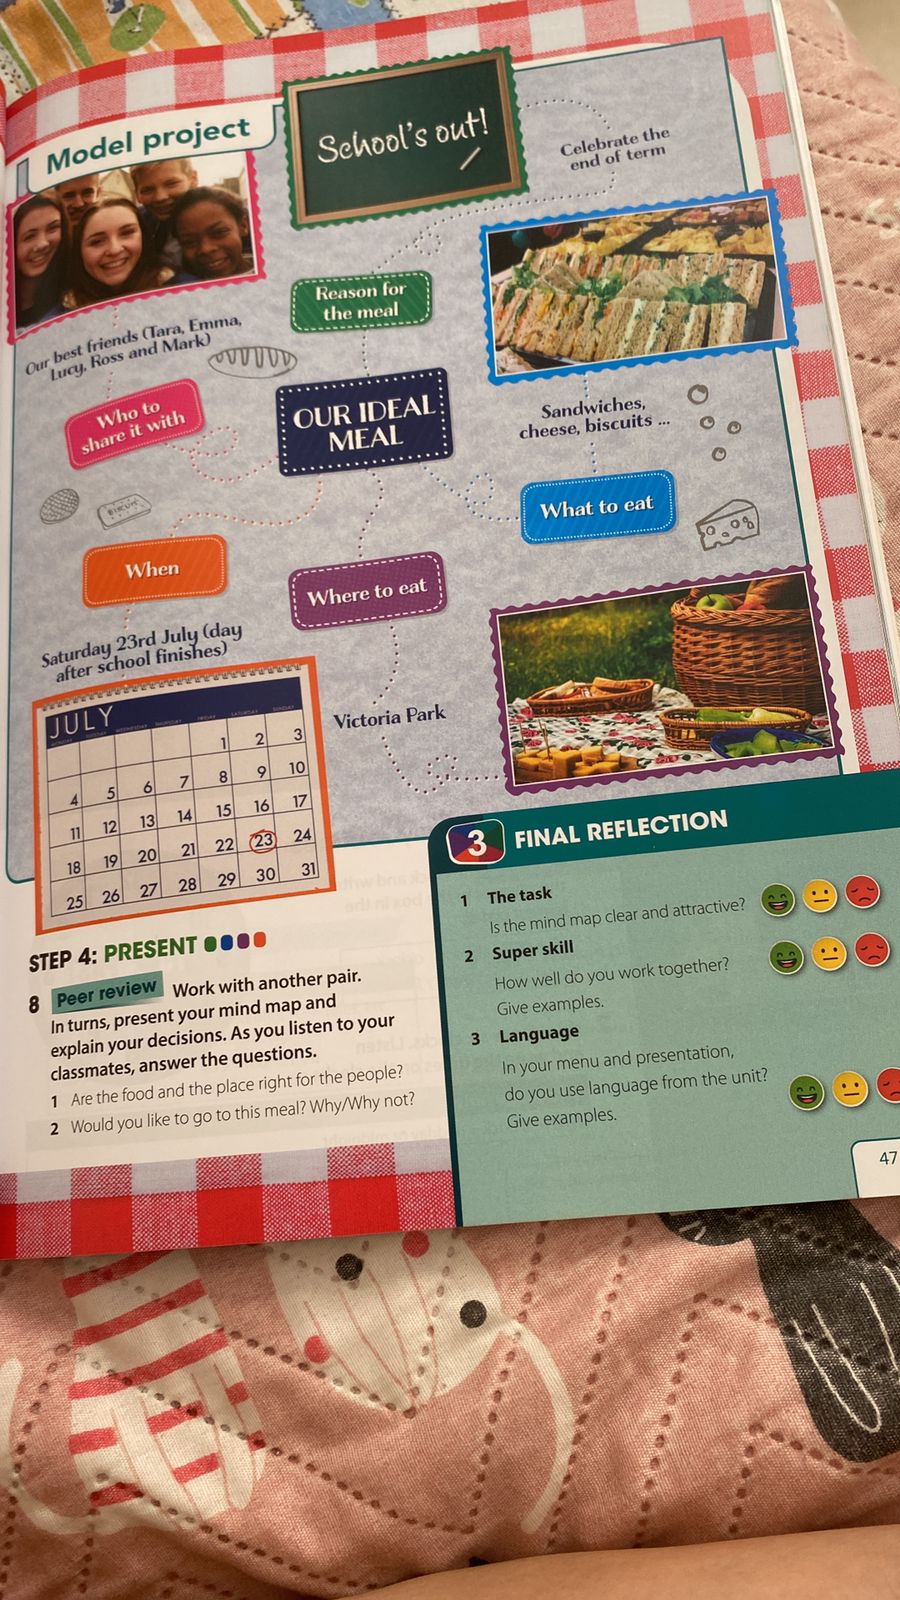 Model project
School's out!
Celebrate the
end of term
Reason for
the meal
Our best friends (Tara, Emma,
Lucy, Ross and Mark)
Who to
share it with
OUR IDEAL
MEAL
Sandwiches,
cheese, biscuits ...
What to eat
When
Where to eat
Saturday 23rd July (day
after school finishes)
Victoria Park
JULY
1 2 3
4 5 6 7 8 9 10
11 12 13 14 15 16 17
18 19 20 21 22 23 24
25 26 27 28 29 30 31
STEP 4: PRESENT
8 Peer review Work with another pair.
In turns, present your mind map and
explain your decisions. As you listen to your
classmates, answer the questions.
1 Are the food and the place right for the people?
2 Would you like to go to this meal? Why/Why not?
3 FINAL REFLECTION
1 The task
Is the mind map clear and attractive?
2 Super skill
How well do you work together?
Give examples.
3 Language
In your menu and presentation,
do you use language from the unit?
Give examples.
47